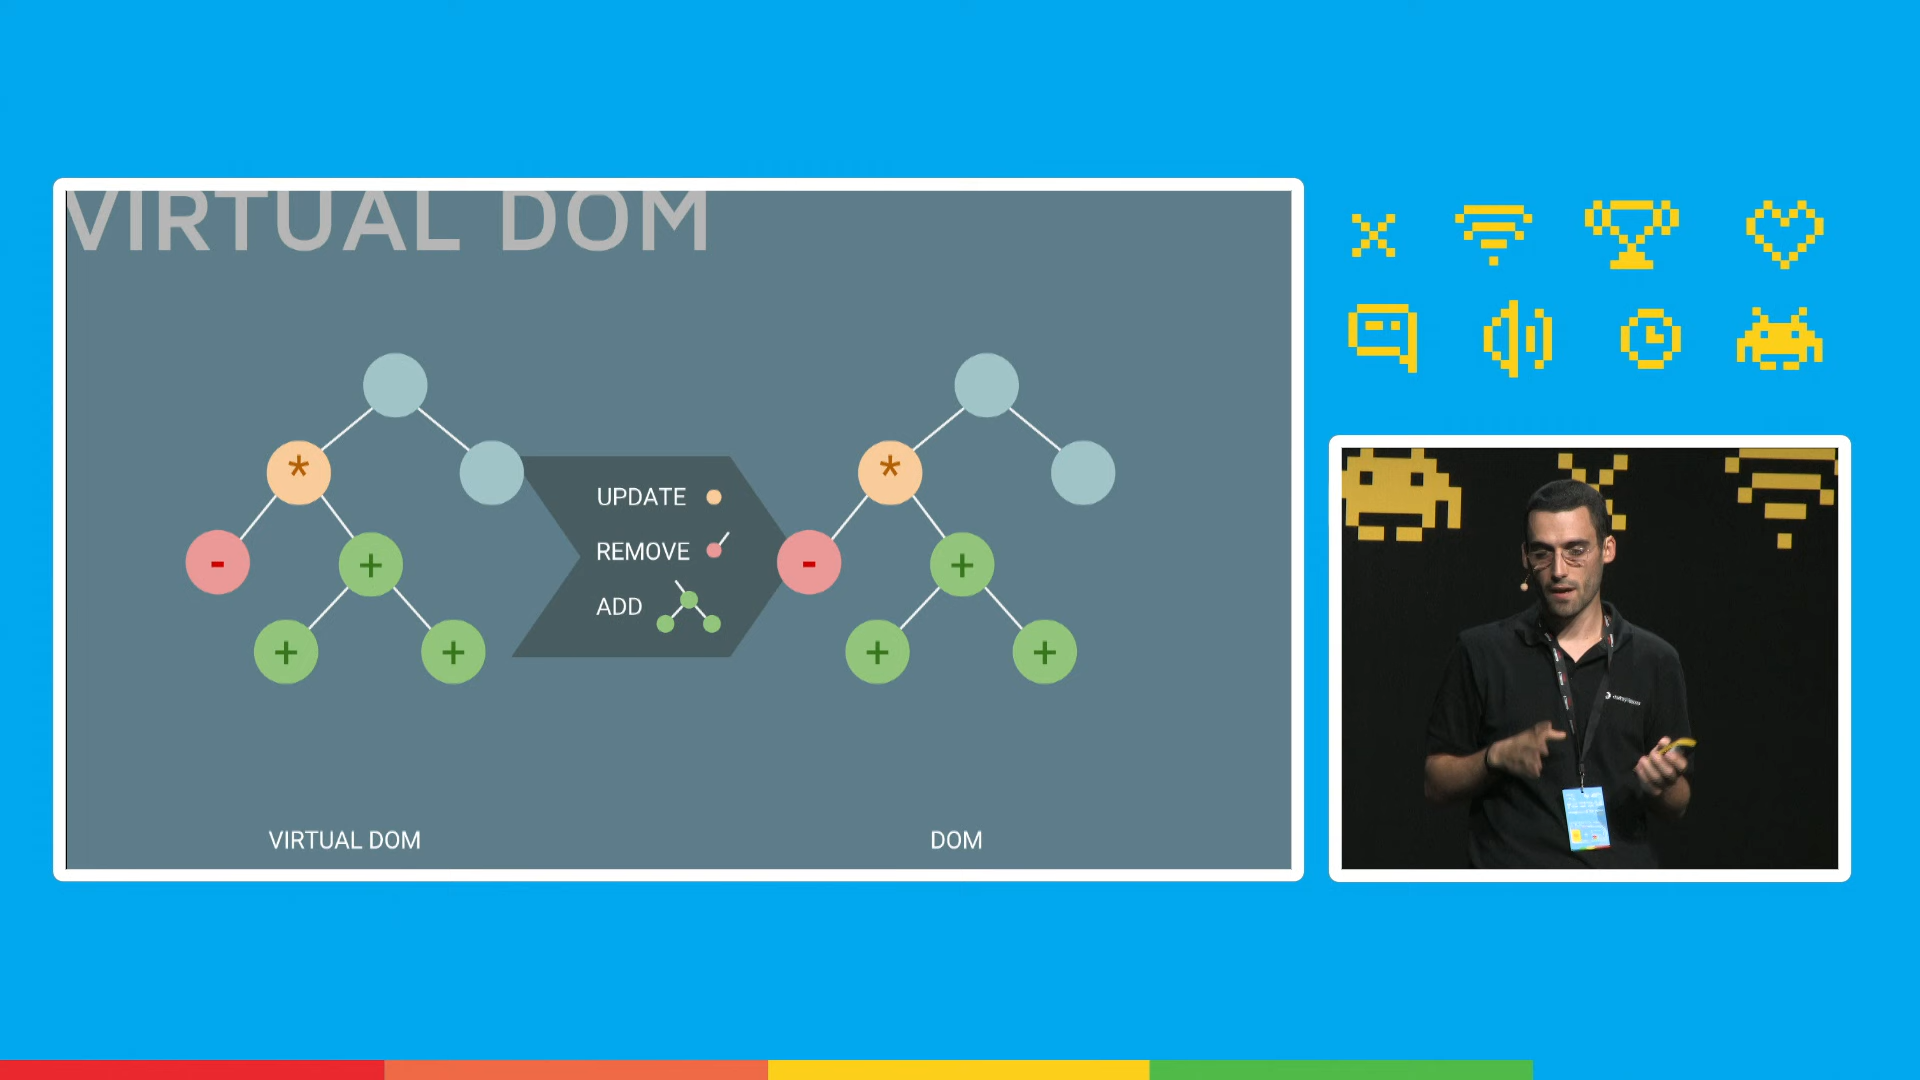 VIRTUAL DOM
*
*
UPDATE
REMOVE
-
+
-
+
ADD
+
+
+
+
VIRTUAL DOM
DOM